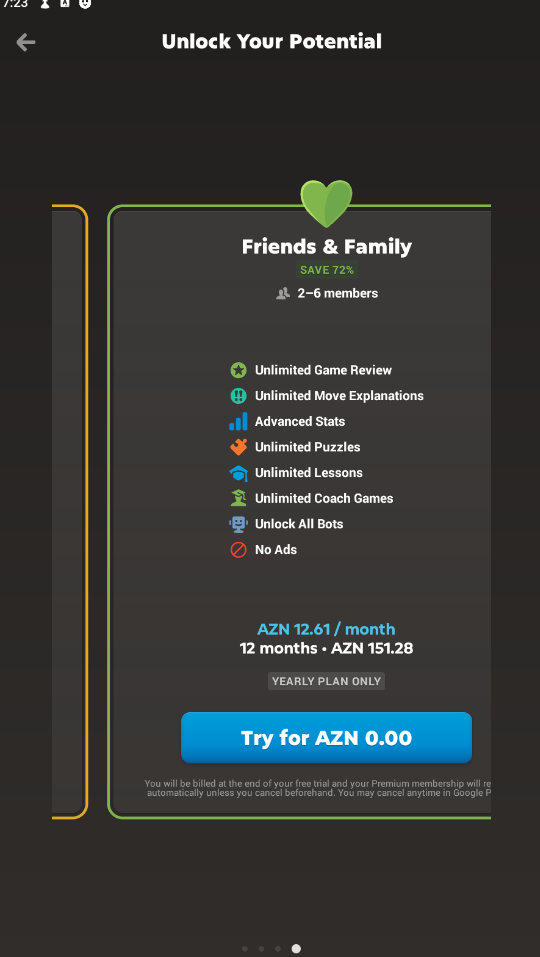 7:23
Unlock Your Potential
Friends & Family
SAVE 72%
2–6 members
Unlimited Game Review
Unlimited Move Explanations
Advanced Stats
Unlimited Puzzles
Unlimited Lessons
Unlimited Coach Games
Unlock All Bots
No Ads
AZN 12.61 / month
12 months • AZN 151.28
YEARLY PLAN ONLY
Try for AZN 0.00
You will be billed at the end of your free trial and your Premium membership will re
automatically unless you cancel beforehand. You may cancel anytime in Google P